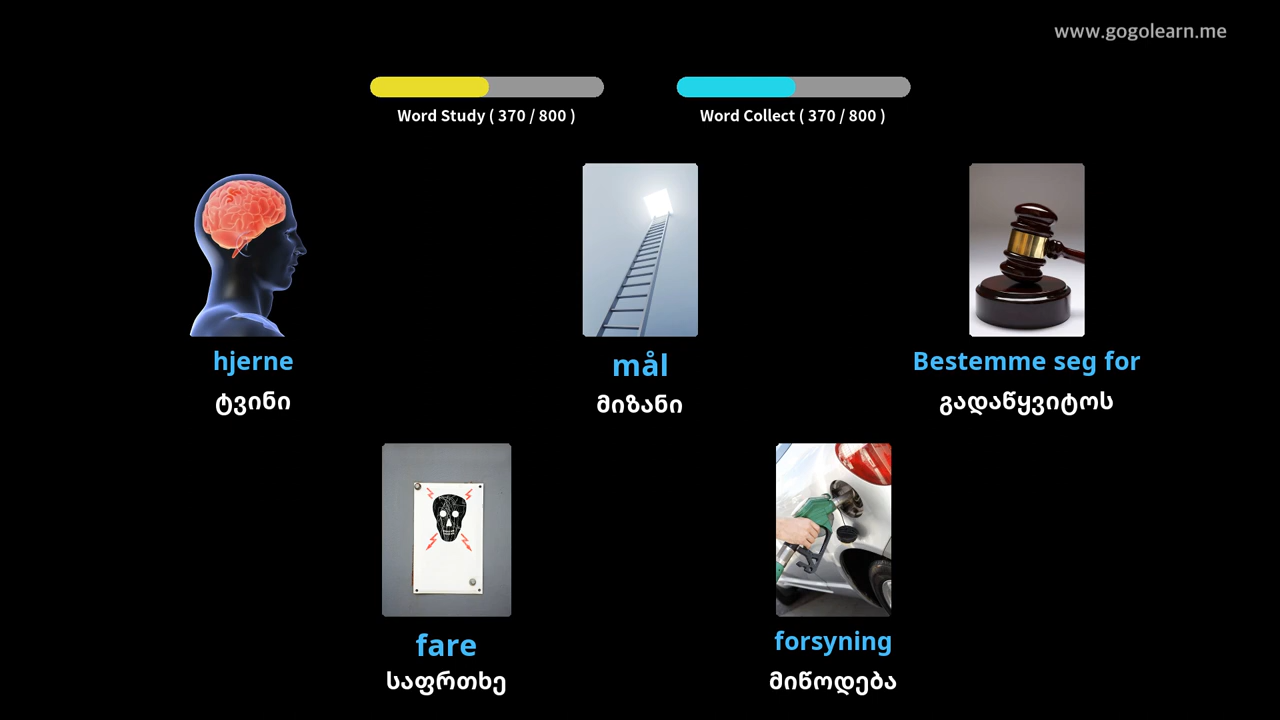 www.gogolearn.me
Word Study ( 370 / 800 )
Word Collect ( 370 / 800 )
hjerne
ტვინი
mål
მიზანი
Bestemme seg for
გადაწყვიტოს
fare
საფრთხე
forsyning
მიწოდება